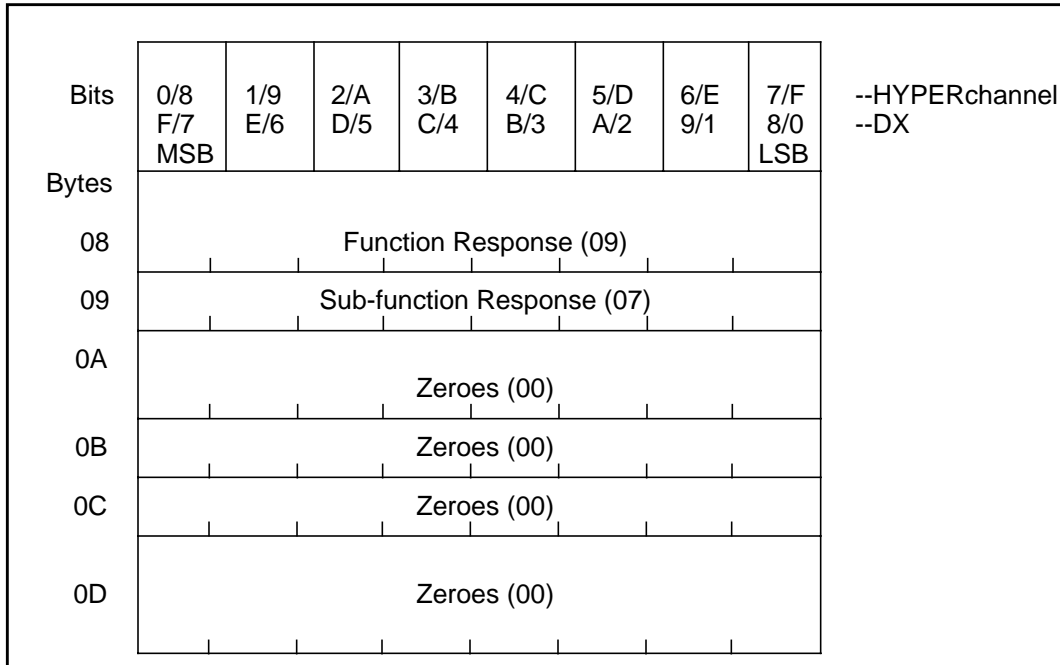 Bits 0/8 1/9 2/A 3/B 4/C 5/D 6/E 7/F --HYPERchannel
F/7 E/6 D/5 C/4 B/3 A/2 9/1 8/0 --DX
MSB LSB
Bytes
08 Function Response (09)
09 Sub-function Response (07)
0A
Zeroes (00)
0B Zeroes (00)
0C Zeroes (00)
0D Zeroes (00)